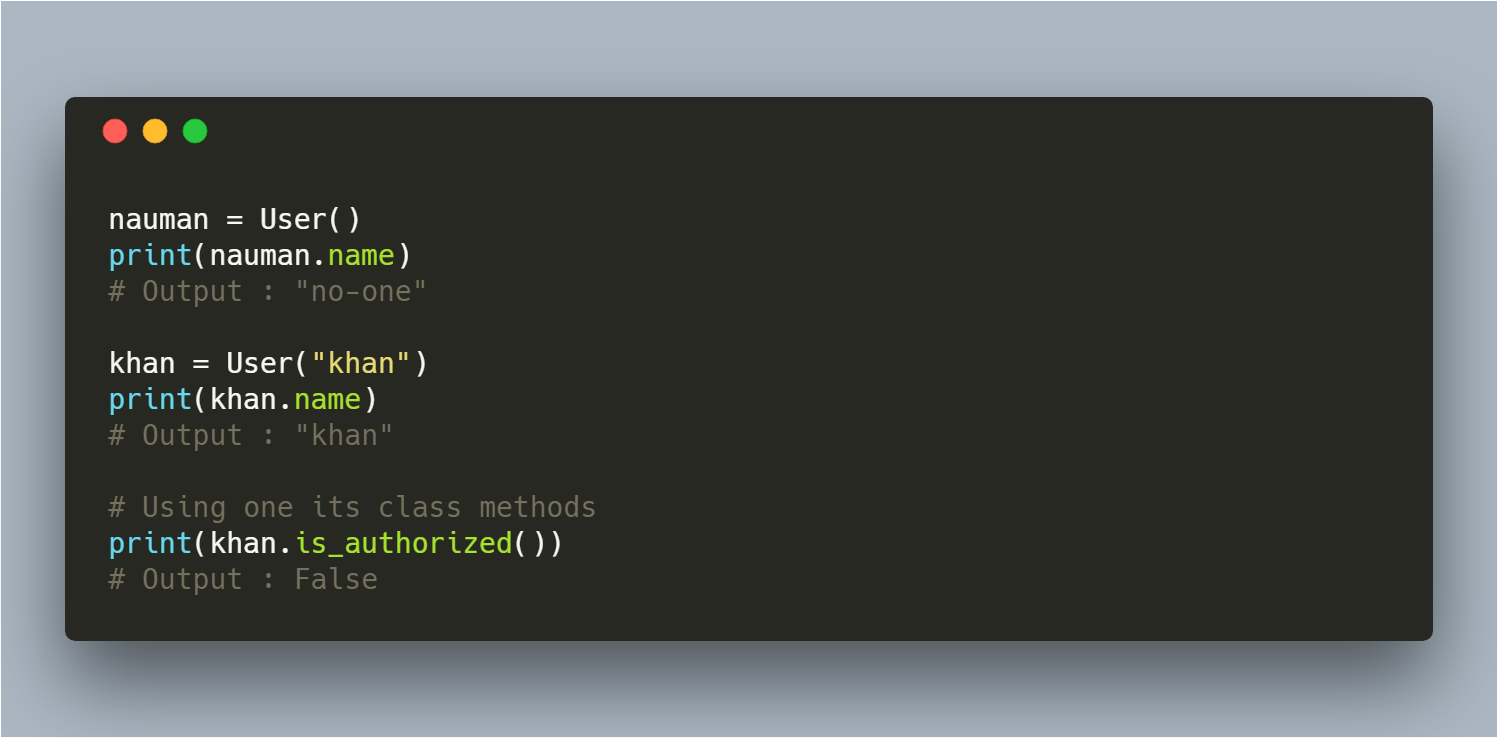 nauman = User()
print(nauman.name)
# Output : "no-one"
khan = User("khan")
print(khan.name)
# Output : "khan"
# Using one its class methods
print(khan.is_authorized())
# Output : False